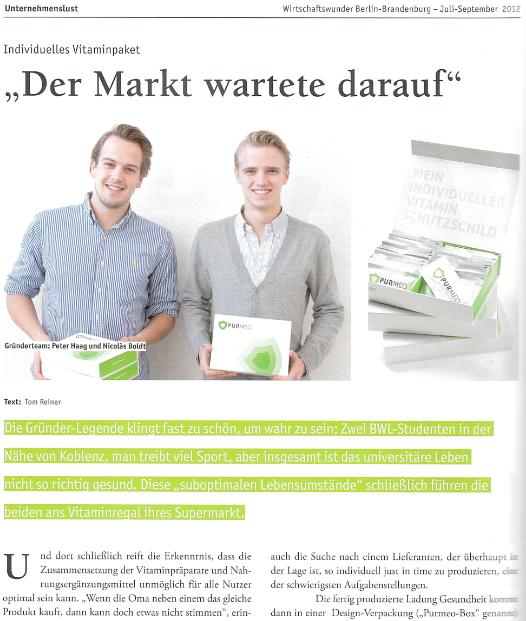 Unternehmenslust
Wirtschaftswunder Berlin-Brandenburg – Juli-September 2012
Individuelles Vitaminpaket
„Der Markt wartete darauf“
MEIN
INDIVIDUELLER
VITAMIN
SCHUTZSCHILD
PURMEO
PURMEO
PURMEO
Gründerteam: Peter Haag und Nicolas Boldt
Text: Tom Reiner
Die Gründer-Legende klingt fast zu schön, um wahr zu sein: Zwei BWL-Studenten in der
Nähe von Koblenz, man treibt viel Sport, aber insgesamt ist das universitäre Leben
nicht so richtig gesund. Diese „suboptimalen Lebensumstände“ schließlich führen die
beiden ans Vitaminregal ihres Supermarkt.
Und dort schließlich reift die Erkenntnis, dass die
Zusammensetzung der Vitaminpräparate und Nah-
rungsergänzungsmittel unmöglich für alle Nutzer
optimal sein kann. „Wenn die Oma neben einem das gleiche
Produkt kauft, dann kann doch etwas nicht stimmen“, erin-
auch die Suche nach einem Lieferanten, der überhaupt in
der Lage ist, so individuell just in time zu produzieren, eine
der schwierigsten Aufgabenstellungen.
Die fertig produzierte Ladung Gesundheit kommt
dann in einer Design-Verpackung („Purmeo-Box“ genannt)